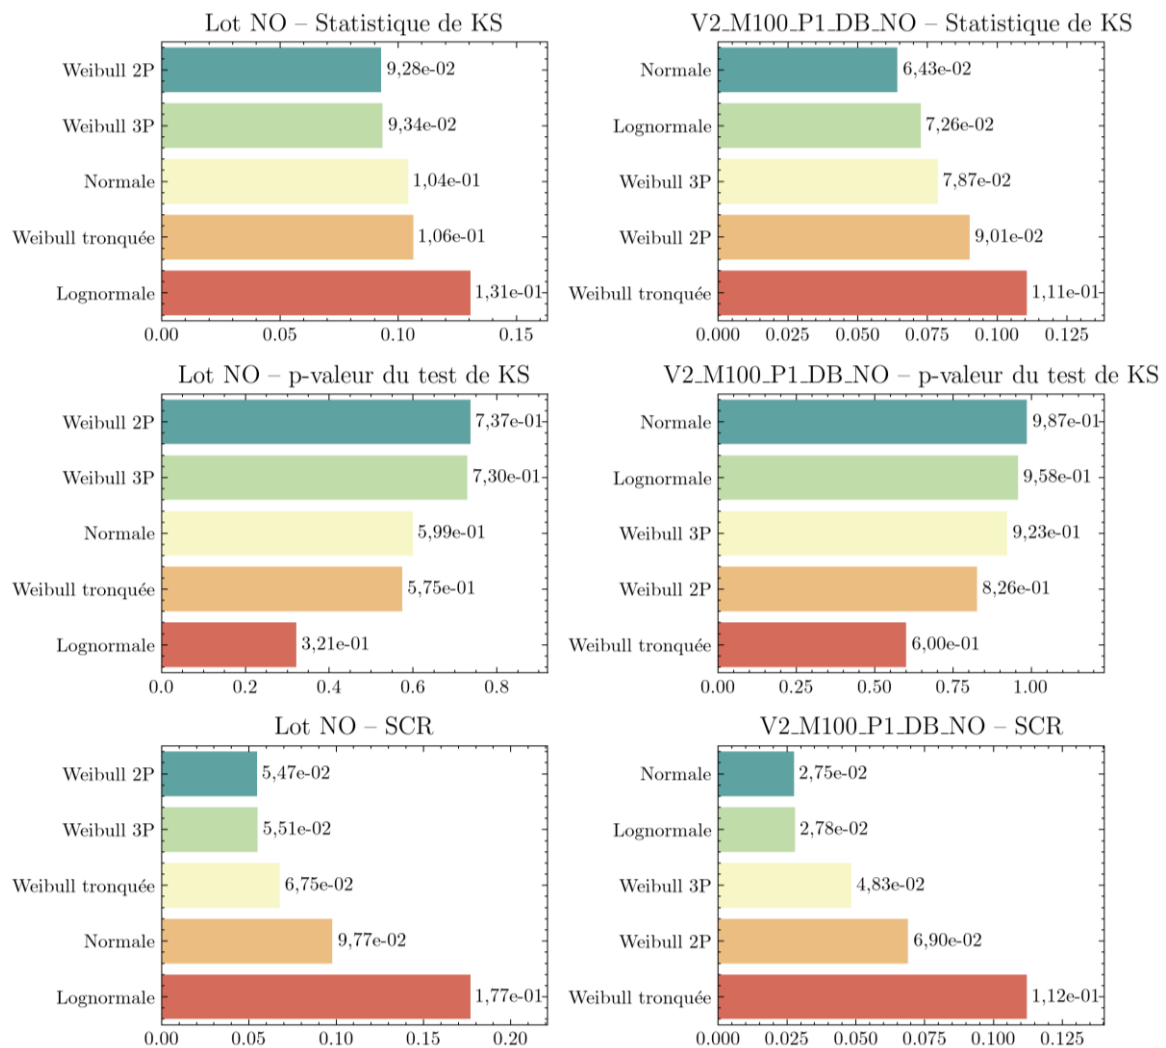 Lot NO – Statistique de KS
Weibull 2P 9,28e-02
Weibull 3P 9,34e-02
Normale 1,04e-01
Weibull tronquée 1,06e-01
Lognormale 1,31e-01
0.00 0.05 0.10 0.15
V2_M100_P1_DB_NO – Statistique de KS
Normale 6,43e-02
Lognormale 7,26e-02
Weibull 3P 7,87e-02
Weibull 2P 9,01e-02
Weibull tronquée 1,11e-01
0.000 0.025 0.050 0.075 0.100 0.125
Lot NO – p-valeur du test de KS
Weibull 2P 7,37e-01
Weibull 3P 7,30e-01
Normale 5,99e-01
Weibull tronquée 5,75e-01
Lognormale 3,21e-01
0.0 0.2 0.4 0.6 0.8
V2_M100_P1_DB_NO – p-valeur du test de KS
Normale 9,87e-01
Lognormale 9,58e-01
Weibull 3P 9,23e-01
Weibull 2P 8,26e-01
Weibull tronquée 6,00e-01
0.00 0.25 0.50 0.75 1.00
Lot NO – SCR
Weibull 2P 5,47e-02
Weibull 3P 5,51e-02
Weibull tronquée 6,75e-02
Normale 9,77e-02
Lognormale 1,77e-01
0.00 0.05 0.10 0.15 0.20
V2_M100_P1_DB_NO – SCR
Normale 2,75e-02
Lognormale 2,78e-02
Weibull 3P 4,83e-02
Weibull 2P 6,90e-02
Weibull tronquée 1,12e-01
0.000 0.025 0.050 0.075 0.100 0.125